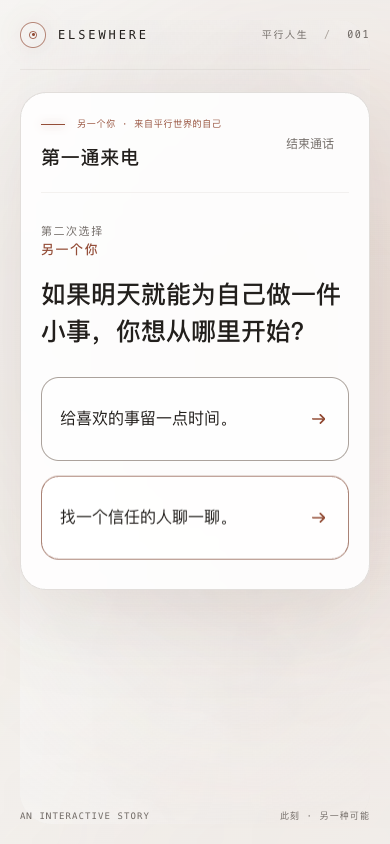 ELSEWHERE
平行人生 / 001
另一个你 · 来自平行世界的自己
第一通来电
结束通话
第二次选择
另一个你
如果明天就能为自己做一件
小事，你想从哪里开始？
给喜欢的事留一点时间。
找一个信任的人聊一聊。
AN INTERACTIVE STORY
此刻 · 另一种可能